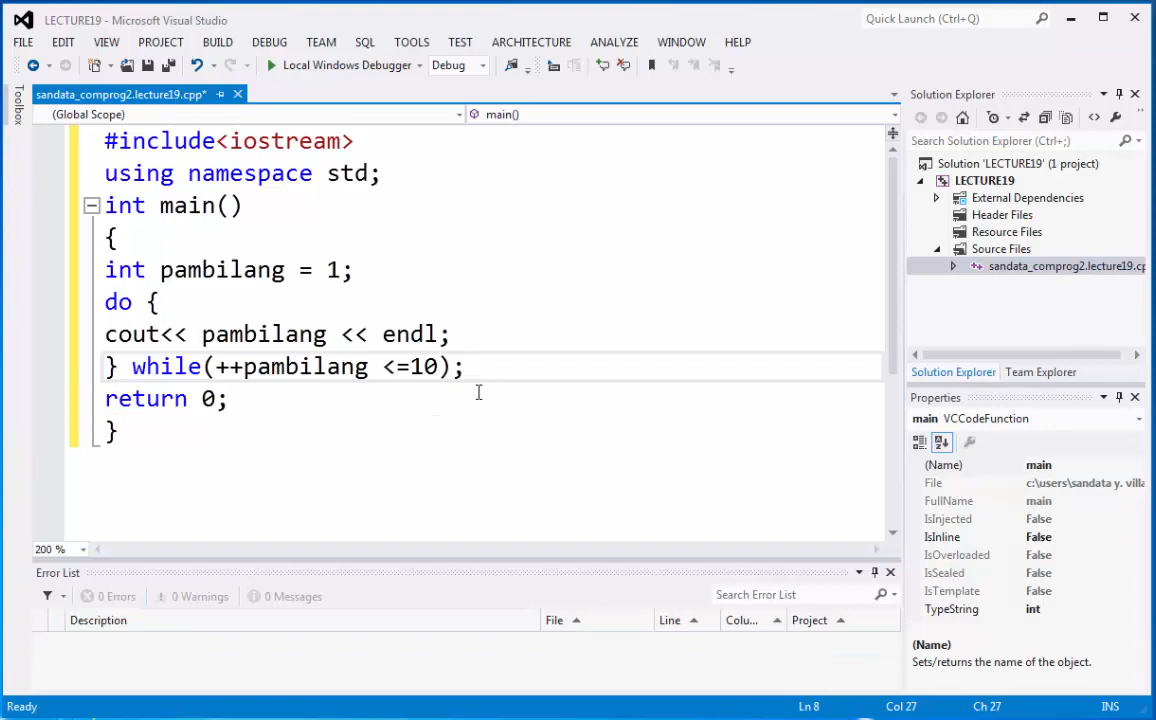 LECTURE19 - Microsoft Visual Studio
Quick Launch (Ctrl+Q)
FILE EDIT VIEW PROJECT BUILD DEBUG TEAM SQL TOOLS TEST ARCHITECTURE ANALYZE WINDOW HELP
Local Windows Debugger Debug
Toolbox
sandata_comprog2.lecture19.cpp*
(Global Scope) main()
#include<iostream>
using namespace std;
int main()
{
int pambilang = 1;
do {
cout<< pambilang << endl;
} while(++pambilang <=10);
return 0;
}
200 %
Error List
0 Errors 0 Warnings 0 Messages
Search Error List
Description File Line Colu... Project
Solution Explorer
Search Solution Explorer (Ctrl+;)
Solution 'LECTURE19' (1 project)
LECTURE19
External Dependencies
Header Files
Resource Files
Source Files
sandata_comprog2.lecture19.cp
Solution Explorer Team Explorer
Properties
main VCCodeFunction
(Name) main
File c:\users\sandata y. villa
FullName main
IsInjected False
IsInline False
IsOverloaded False
IsSealed False
IsTemplate False
TypeString int
(Name)
Sets/returns the name of the object.
Ready Ln 8 Col 27 Ch 27 INS